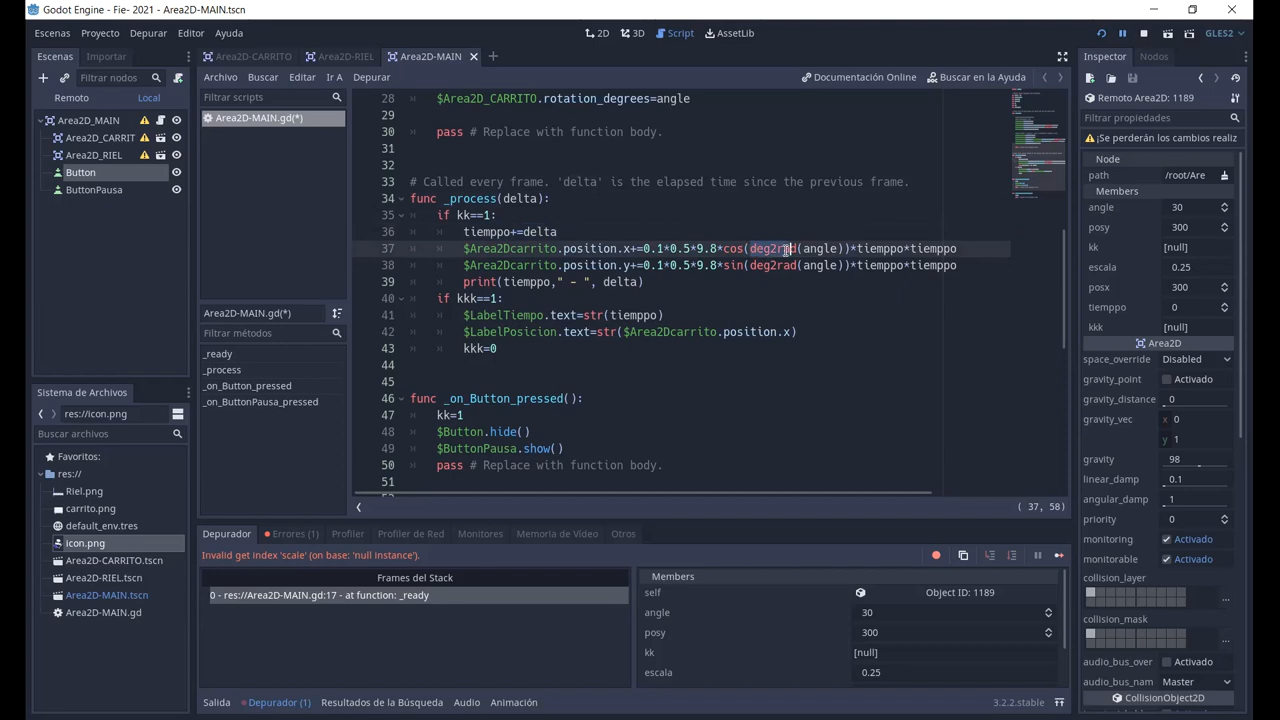 Godot Engine - Fie- 2021 - Area2D-MAIN.tscn
Escenas Proyecto Depurar Editor Ayuda
2D 3D Script AssetLib
GLES2
Escenas Importar
Area2D-CARRITO Area2D-RIEL Area2D-MAIN
Inspector Nodos
Filtrar nodos
Archivo Buscar Editar Ir A Depurar
Documentación Online Buscar en la Ayuda
Remoto Local
Filtrar scripts
Remoto Area2D: 1189
Area2D_MAIN
Area2D_CARRIT
Area2D_RIEL
Button
ButtonPausa
Area2D-MAIN.gd(*)
28 $Area2D_CARRITO.rotation_degrees=angle
29
30 pass # Replace with function body.
31
32
33 # Called every frame. 'delta' is the elapsed time since the previous frame.
34 func _process(delta):
35 if kk==1:
36 tiemppo+=delta
37 $Area2Dcarrito.position.x+=0.1*0.5*9.8*cos(deg2rad(angle))*tiemppo*tiemppo
38 $Area2Dcarrito.position.y+=0.1*0.5*9.8*sin(deg2rad(angle))*tiemppo*tiemppo
39 print(tiemppo," - ", delta)
40 if kkk==1:
41 $LabelTiempo.text=str(tiemppo)
42 $LabelPosicion.text=str($Area2Dcarrito.position.x)
43 kkk=0
44
45
46 func _on_Button_pressed():
47 kk=1
48 $Button.hide()
49 $ButtonPausa.show()
50 pass # Replace with function body.
51
( 37, 58)
Area2D-MAIN.gd(*)
Filtrar métodos
_ready
_process
_on_Button_pressed
_on_ButtonPausa_pressed
Sistema de Archivos
res://icon.png
Buscar archivos
Favoritos:
res://
Riel.png
carrito.png
default_env.tres
icon.png
Area2D-CARRITO.tscn
Area2D-RIEL.tscn
Area2D-MAIN.tscn
Area2D-MAIN.gd
Depurador Errores (1) Profiler Profiler de Red Monitores Memoria de Video Otros
Invalid get index 'scale' (on base: 'null instance').
Frames del Stack
0 - res://Area2D-MAIN.gd:17 - at function: _ready
Members
self Object ID: 1189
angle 30
posy 300
kk [null]
escala 0.25
Salida Depurador (1) Resultados de la Búsqueda Audio Animación
3.2.2.stable
Filtrar propiedades
¡Se perderán los cambios realiz
Node
path /root/Are
Members
angle 30
posy 300
kk [null]
escala 0.25
posx 300
tiemppo 0
kkk [null]
Area2D
space_override Disabled
gravity_point Activado
gravity_distance 0
gravity_vec x 0
y 1
gravity 98
linear_damp 0.1
angular_damp 1
priority 0
monitoring Activado
monitorable Activado
collision_layer
...
collision_mask
...
audio_bus_over Activado
audio_bus_nam Master
CollisionObject2D